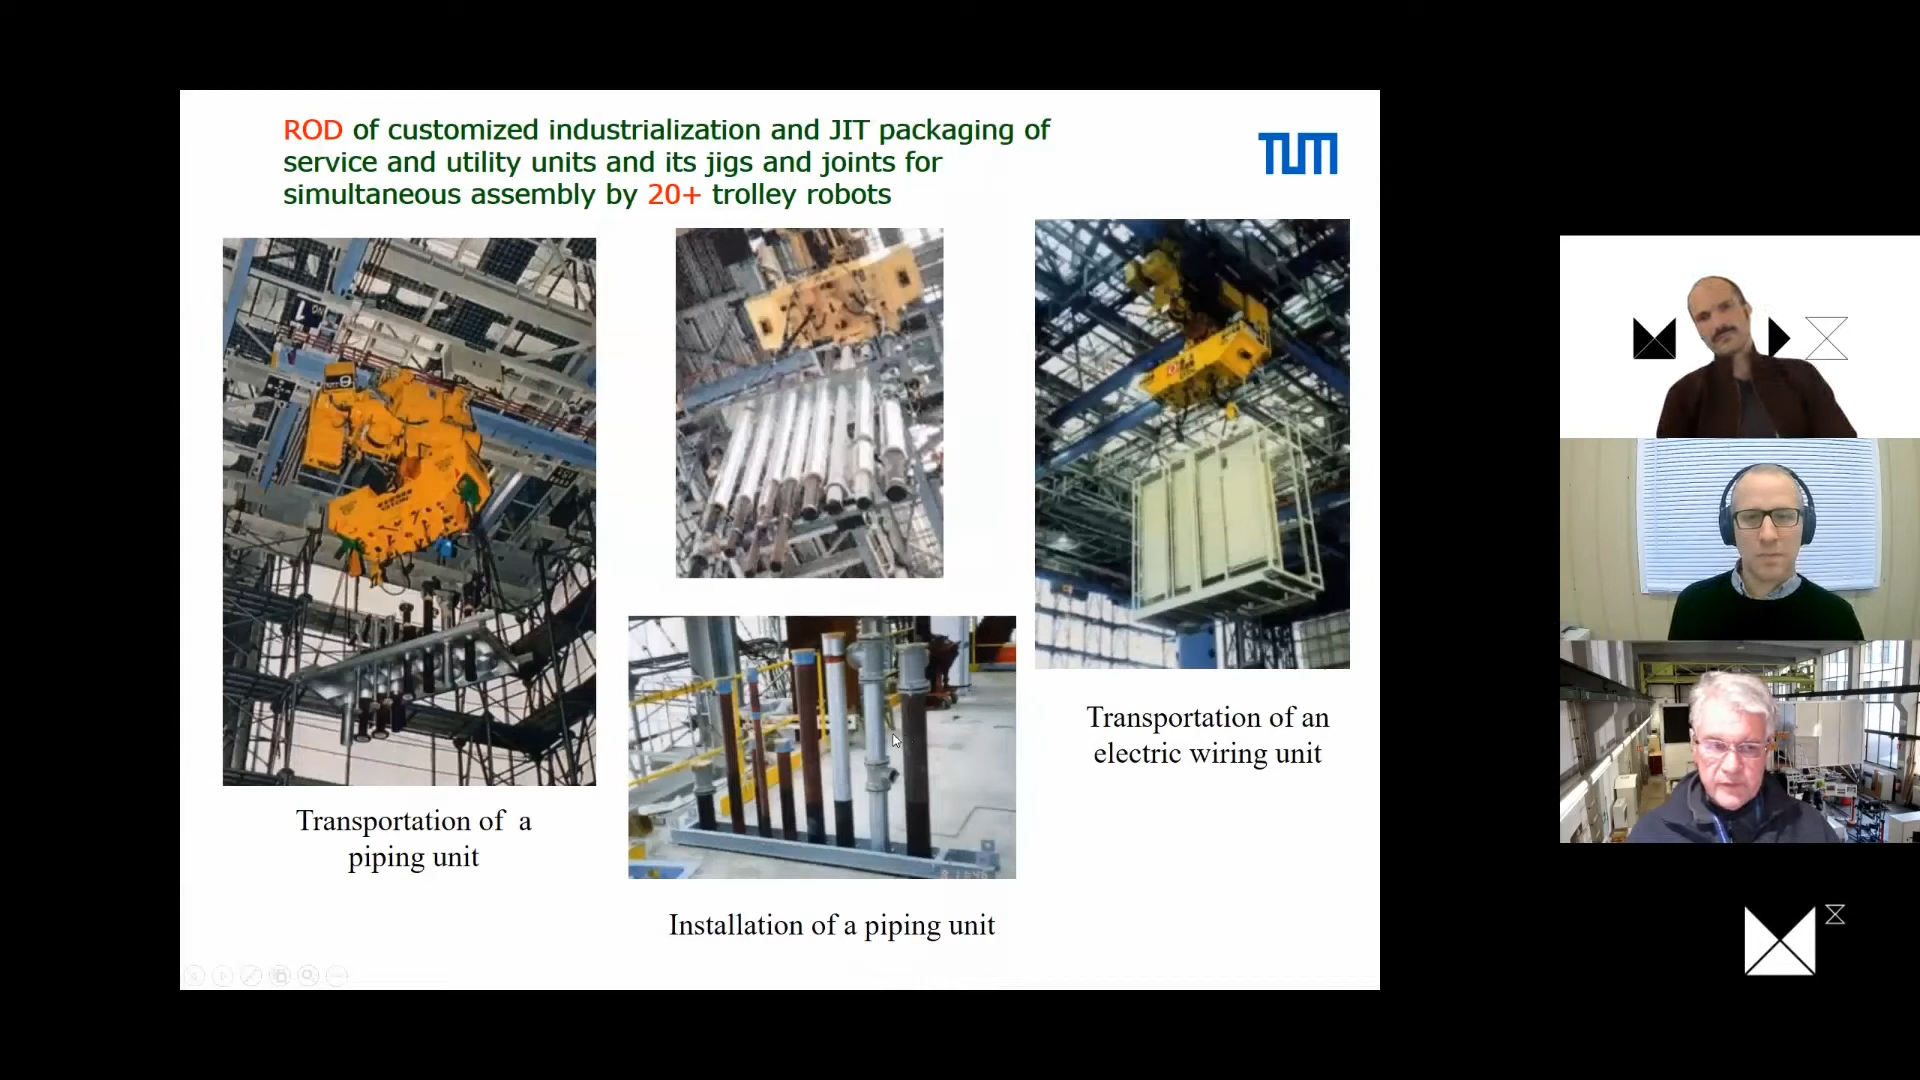 ROD of customized industrialization and JIT packaging of
service and utility units and its jigs and joints for
simultaneous assembly by 20+ trolley robots
TUM
Transportation of a
piping unit
Installation of a piping unit
Transportation of an
electric wiring unit